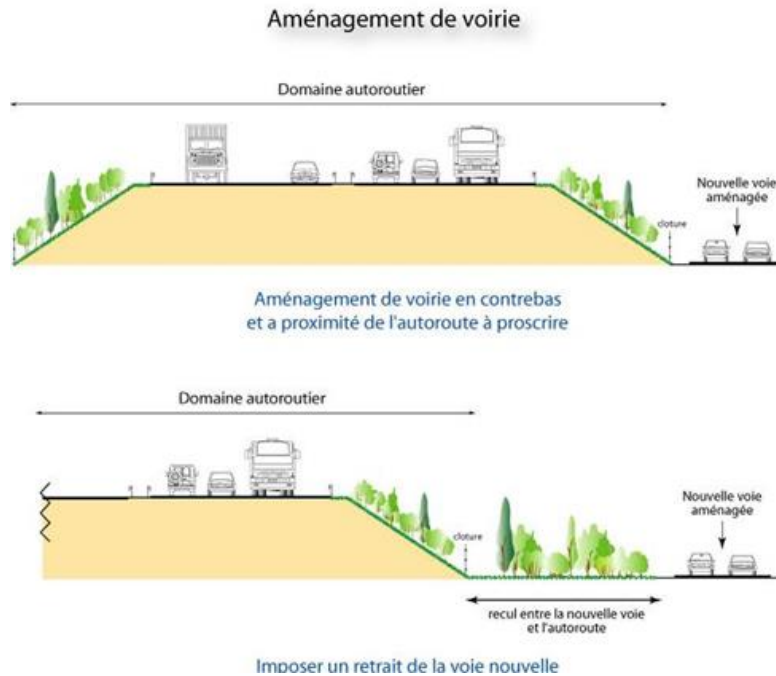 Aménagement de voirie
Domaine autoroutier
Nouvelle voie
aménagée
cloture
Aménagement de voirie en contrebas
et a proximité de l'autoroute à proscrire
Domaine autoroutier
Nouvelle voie
aménagée
cloture
recul entre la nouvelle voie
et l'autoroute
Imposer un retrait de la voie nouvelle